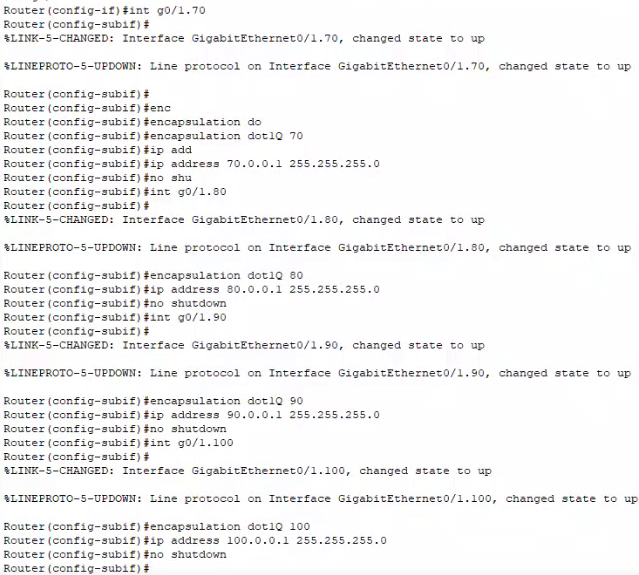 Router(config-if)#int g0/1.70
Router(config-subif)#
%LINK-5-CHANGED: Interface GigabitEthernet0/1.70, changed state to up
%LINEPROTO-5-UPDOWN: Line protocol on Interface GigabitEthernet0/1.70, changed state to up
Router(config-subif)#
Router(config-subif)#enc
Router(config-subif)#encapsulation do
Router(config-subif)#encapsulation dot1Q 70
Router(config-subif)#ip add
Router(config-subif)#ip address 70.0.0.1 255.255.255.0
Router(config-subif)#no shu
Router(config-subif)#int g0/1.80
Router(config-subif)#
%LINK-5-CHANGED: Interface GigabitEthernet0/1.80, changed state to up
%LINEPROTO-5-UPDOWN: Line protocol on Interface GigabitEthernet0/1.80, changed state to up
Router(config-subif)#encapsulation dot1Q 80
Router(config-subif)#ip address 80.0.0.1 255.255.255.0
Router(config-subif)#no shutdown
Router(config-subif)#int g0/1.90
Router(config-subif)#
%LINK-5-CHANGED: Interface GigabitEthernet0/1.90, changed state to up
%LINEPROTO-5-UPDOWN: Line protocol on Interface GigabitEthernet0/1.90, changed state to up
Router(config-subif)#encapsulation dot1Q 90
Router(config-subif)#ip address 90.0.0.1 255.255.255.0
Router(config-subif)#no shutdown
Router(config-subif)#int g0/1.100
Router(config-subif)#
%LINK-5-CHANGED: Interface GigabitEthernet0/1.100, changed state to up
%LINEPROTO-5-UPDOWN: Line protocol on Interface GigabitEthernet0/1.100, changed state to up
Router(config-subif)#encapsulation dot1Q 100
Router(config-subif)#ip address 100.0.0.1 255.255.255.0
Router(config-subif)#no shutdown
Router(config-subif)#